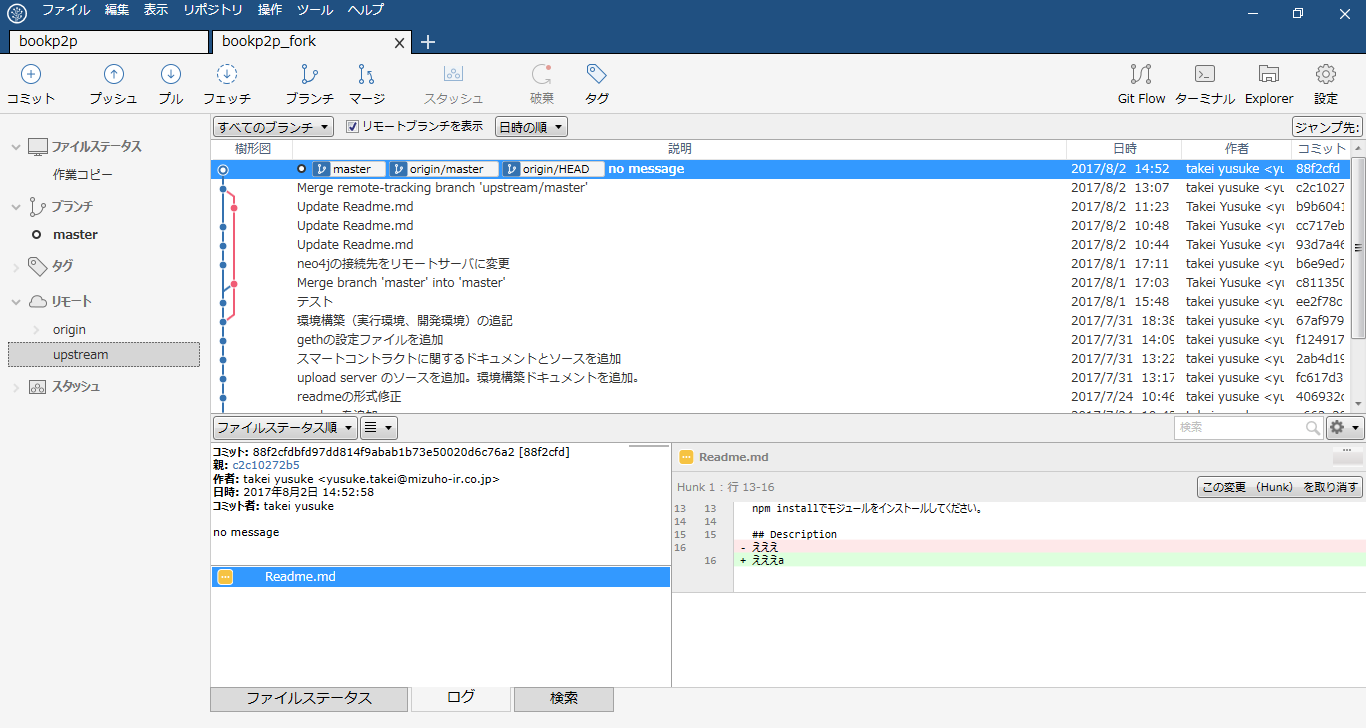 ファイル 編集 表示 リポジトリ 操作 ツール ヘルプ
bookp2p bookp2p_fork
コミット プッシュ プル フェッチ ブランチ マージ スタッシュ 破棄 タグ Git Flow ターミナル Explorer 設定
すべてのブランチ リモートブランチを表示 日時の順 ジャンプ先:
ファイルステータス
作業コピー
ブランチ
master
タグ
リモート
origin
upstream
スタッシュ
樹形図 説明 日時 作者 コミット
master origin/master origin/HEAD no message 2017/8/2 14:52 takei yusuke <yu 88f2cfd
Merge remote-tracking branch 'upstream/master' 2017/8/2 13:07 takei yusuke <yu c2c1027
Update Readme.md 2017/8/2 11:23 Takei Yusuke <yu b9b6041
Update Readme.md 2017/8/2 10:48 Takei Yusuke <yu cc717eb
Update Readme.md 2017/8/2 10:44 Takei Yusuke <yu 93d7a46
neo4jの接続先をリモートサーバに変更 2017/8/1 17:11 takei yusuke <yu b6e9ed7
Merge branch 'master' into 'master' 2017/8/1 17:03 takei yusuke <yu c811350
テスト 2017/8/1 15:48 takei yusuke <yu ee2f78c
環境構築（実行環境、開発環境）の追記 2017/7/31 18:38 takei yusuke <yu 67af979
gethの設定ファイルを追加 2017/7/31 14:09 takei yusuke <yu f124917
スマートコントラクトに関するドキュメントとソースを追加 2017/7/31 13:22 takei yusuke <yu 2ab4d19
upload server のソースを追加。環境構築ドキュメントを追加。 2017/7/31 13:17 takei yusuke <yu fc617d3
readmeの形式修正 2017/7/24 10:46 takei yusuke <yu 406932c
ファイルステータス順 検索
コミット: 88f2cfdbfd97dd814f9abab1b73e50020d6c76a2 [88f2cfd]
親: c2c10272b5
作者: takei yusuke <yusuke.takei@mizuho-ir.co.jp>
日時: 2017年8月2日 14:52:58
コミット者: takei yusuke
no message
Readme.md
Readme.md
Hunk 1 : 行 13-16 この変更 （Hunk） を取り消す
13 13 npm installでモジュールをインストールしてください。
14 14
15 15 ## Description
16 - えええ
16 + えええa
ファイルステータス ログ 検索